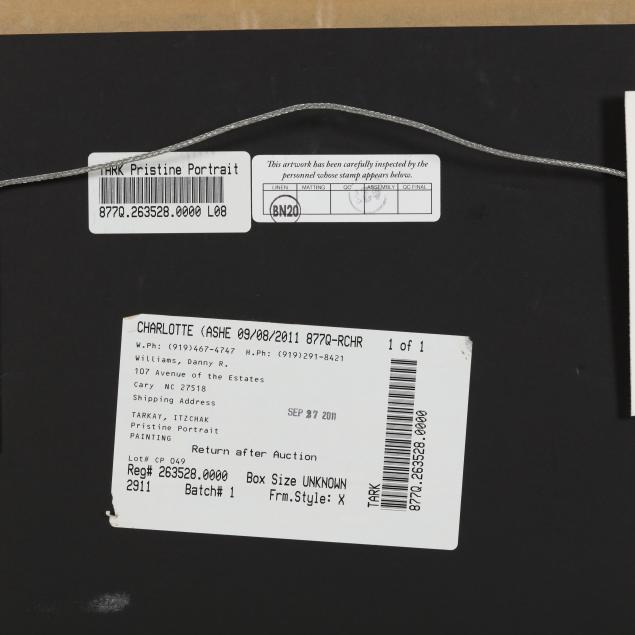 TARK Pristine Portrait
877Q.263528.0000 L08
This artwork has been carefully inspected by the
personnel whose stamp appears below.
LINEN MATTING QC ASSEMBLY QC FINAL
BN20
CHARLOTTE (ASHE 09/08/2011 877Q-RCHR 1 of 1
W.Ph: (919)467-4747 H.Ph: (919)291-8421
Williams, Danny R.
107 Avenue of the Estates
Cary NC 27518
Shipping Address
SEP 27 2011
TARKAY, ITZCHAK
Pristine Portrait
PAINTING
Return after Auction
Lot# CP 049
Reg# 263528.0000 Box Size UNKNOWN
2911 Batch# 1 Frm.Style: X
TARK
877Q.263528.0000